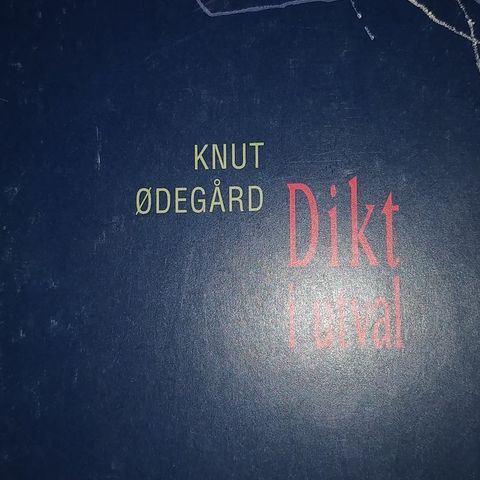 KNUT
ØDEGÅRD
Dikt
i utval